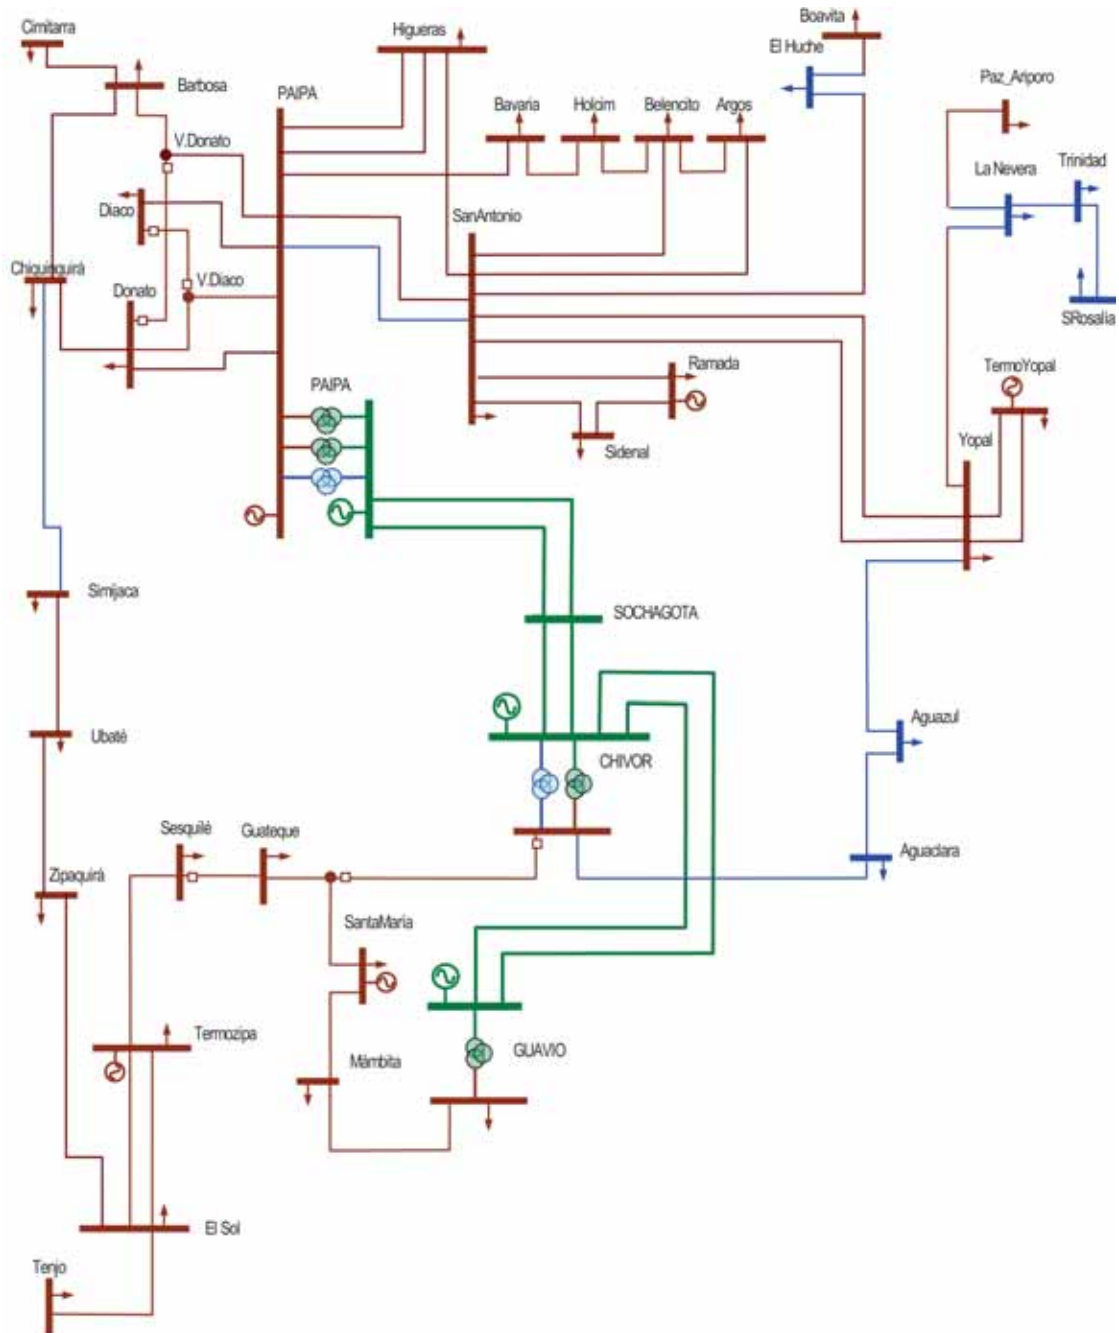 Cimitarra
Barbosa
Higueras
Boavita
El Huche
PAIPA
Bavaria
Holcim
Belencito
Argos
Paz_Ariporo
V.Donato
Diaco
SanAntonio
La Nevera
Trinidad
Chiquinquirá
V.Diaco
Donato
SRosalia
PAIPA
Ramada
TermoYopal
Sidenal
Yopal
Simijaca
SOCHAGOTA
Ubaté
CHIVOR
Aguazul
Sesquilé
Guateque
Aguaclara
Zipaquirá
SantaMaría
Termozipa
Mámbita
GUAVIO
El Sol
Tenjo